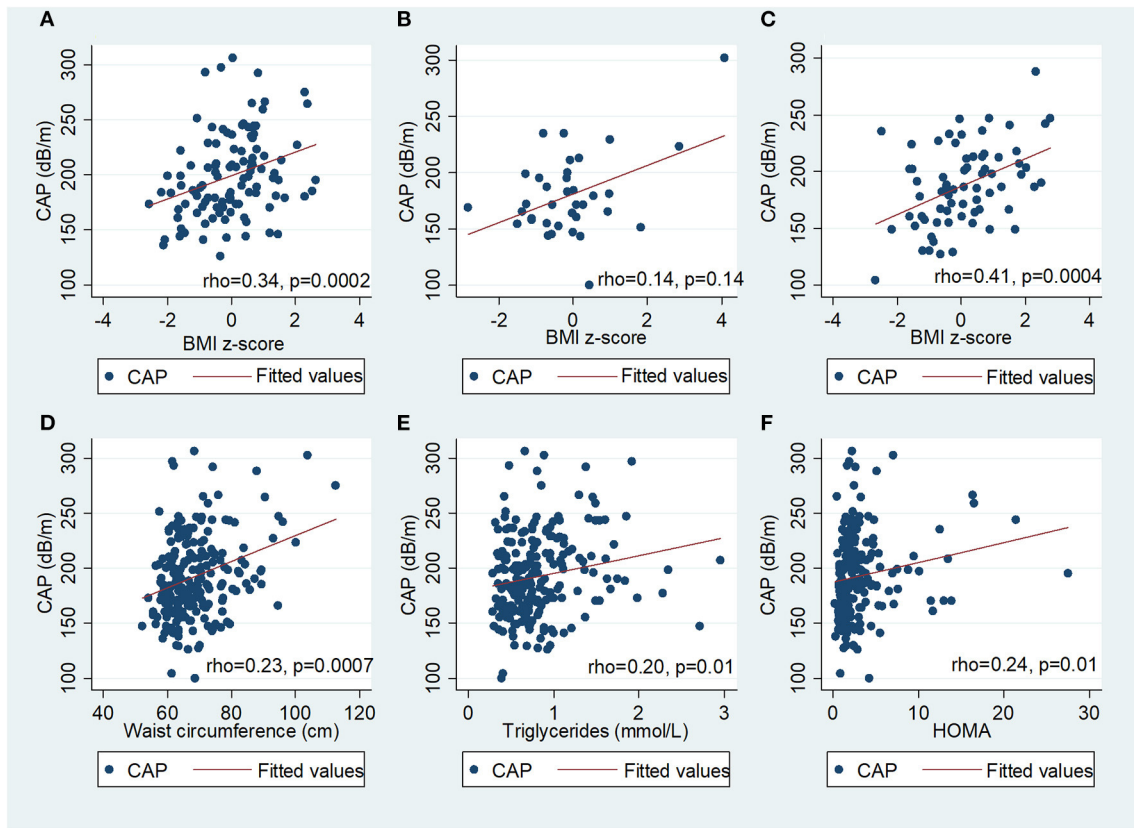 A
CAP (dB/m)
300
250
200
150
100
rho=0.34, p=0.0002
-4 -2 0 2 4
BMI z-score
CAP Fitted values
B
CAP (dB/m)
300
250
200
150
100
rho=0.14, p=0.14
-4 -2 0 2 4
BMI z-score
CAP Fitted values
C
CAP (dB/m)
300
250
200
150
100
rho=0.41, p=0.0004
-4 -2 0 2 4
BMI z-score
CAP Fitted values
D
CAP (dB/m)
300
250
200
150
100
rho=0.23, p=0.0007
40 60 80 100 120
Waist circumference (cm)
CAP Fitted values
E
CAP (dB/m)
300
250
200
150
100
rho=0.20, p=0.01
0 1 2 3
Triglycerides (mmol/L)
CAP Fitted values
F
CAP (dB/m)
300
250
200
150
100
rho=0.24, p=0.01
0 10 20 30
HOMA
CAP Fitted values